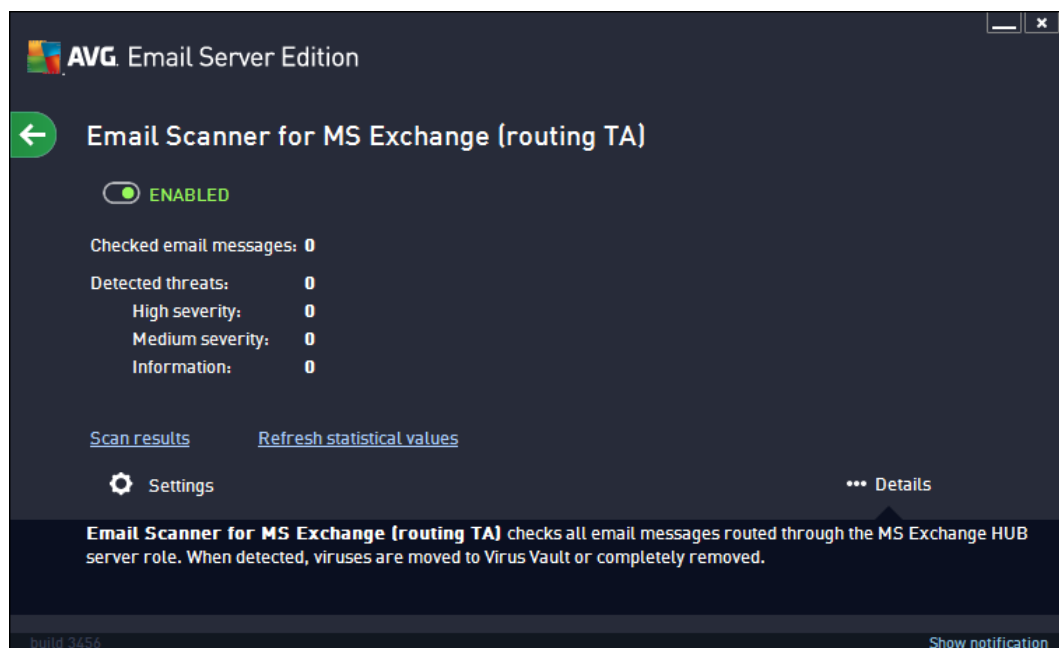 AVG. Email Server Edition
Email Scanner for MS Exchange (routing TA)
ENABLED
Checked email messages: 0
Detected threats: 0
High severity: 0
Medium severity: 0
Information: 0
Scan results Refresh statistical values
Settings ••• Details
Email Scanner for MS Exchange (routing TA) checks all email messages routed through the MS Exchange HUB
server role. When detected, viruses are moved to Virus Vault or completely removed.
build 3456 Show notification